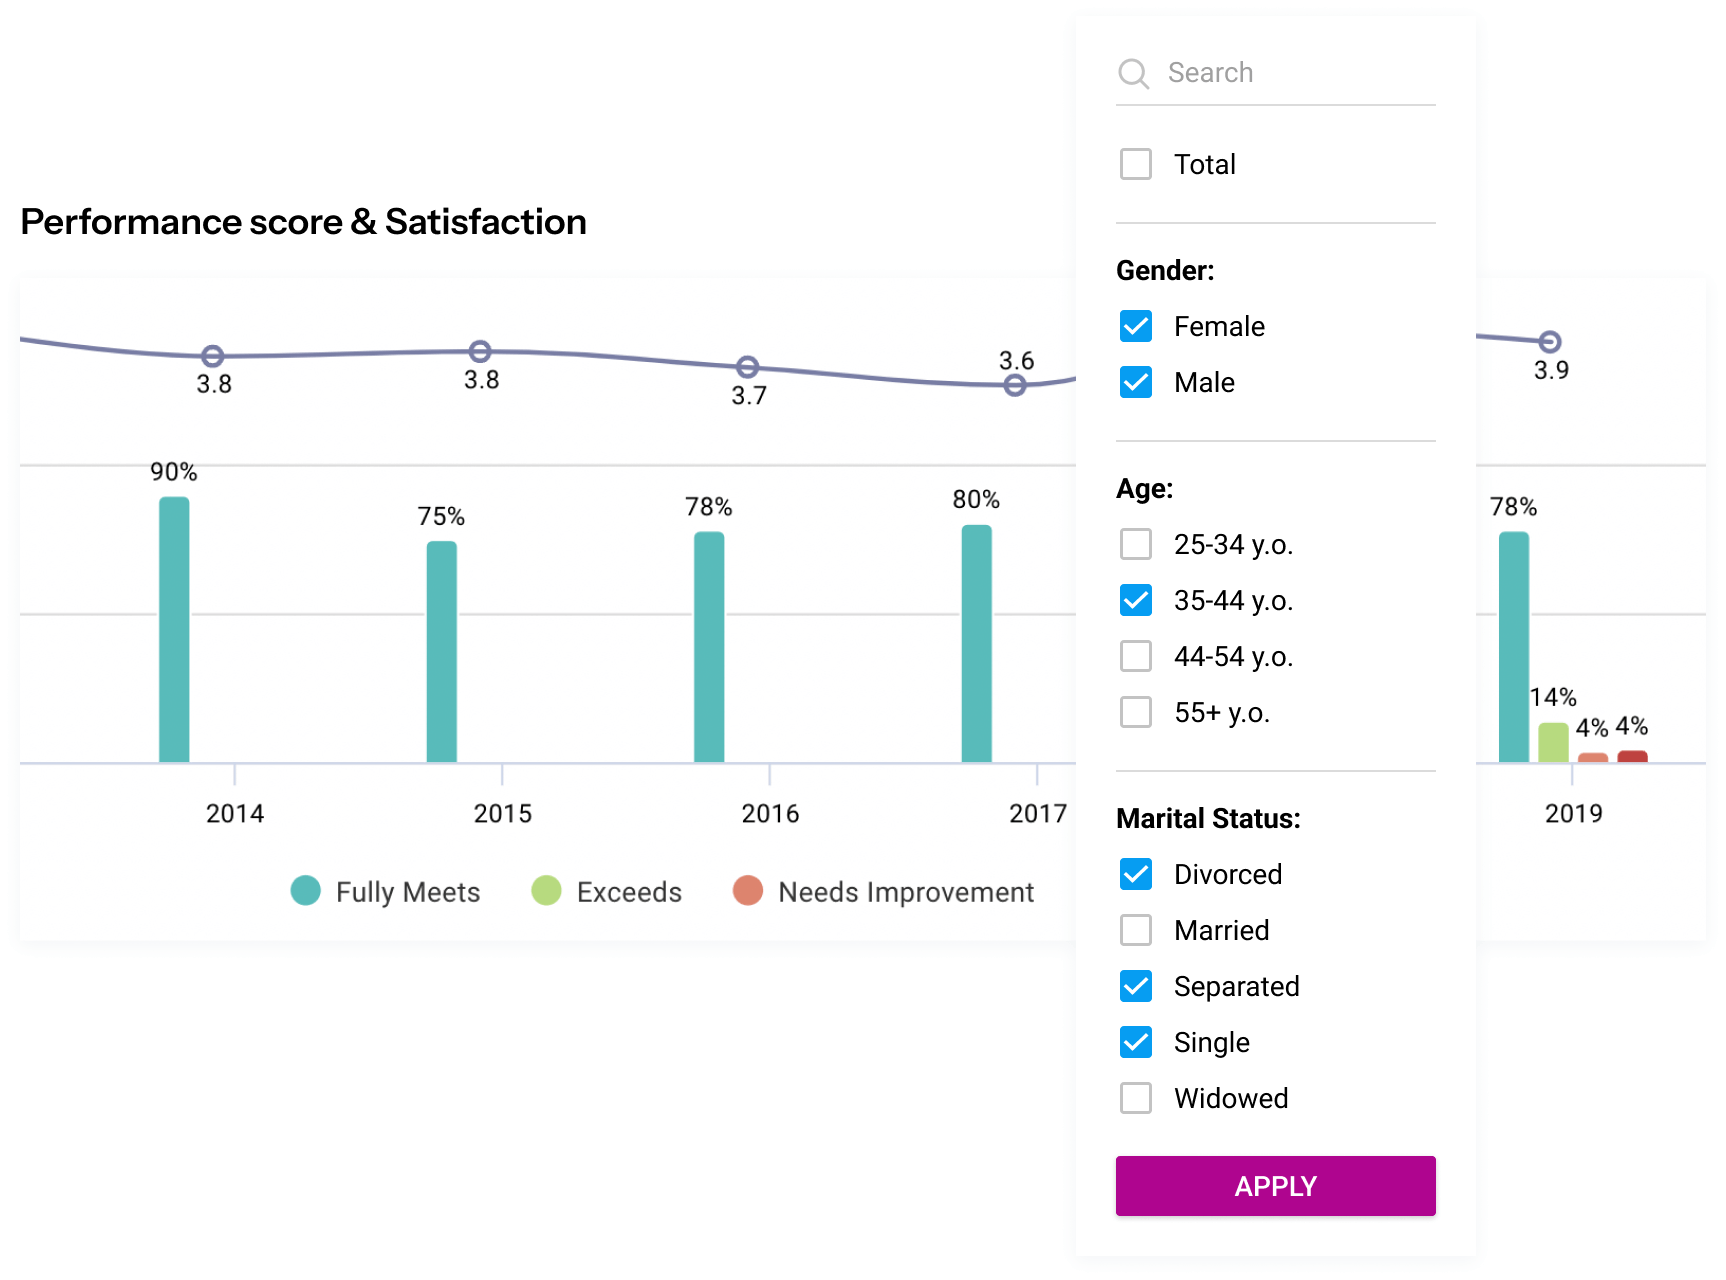 Performance score & Satisfaction
3.8
3.8
3.7
3.6
3.9
90%
75%
78%
80%
78%
14%
4%
4%
2014
2015
2016
2017
2019
Fully Meets
Exceeds
Needs Improvement
Search
Total
Gender:
Female
Male
Age:
25-34 y.o.
35-44 y.o.
44-54 y.o.
55+ y.o.
Marital Status:
Divorced
Married
Separated
Single
Widowed
APPLY